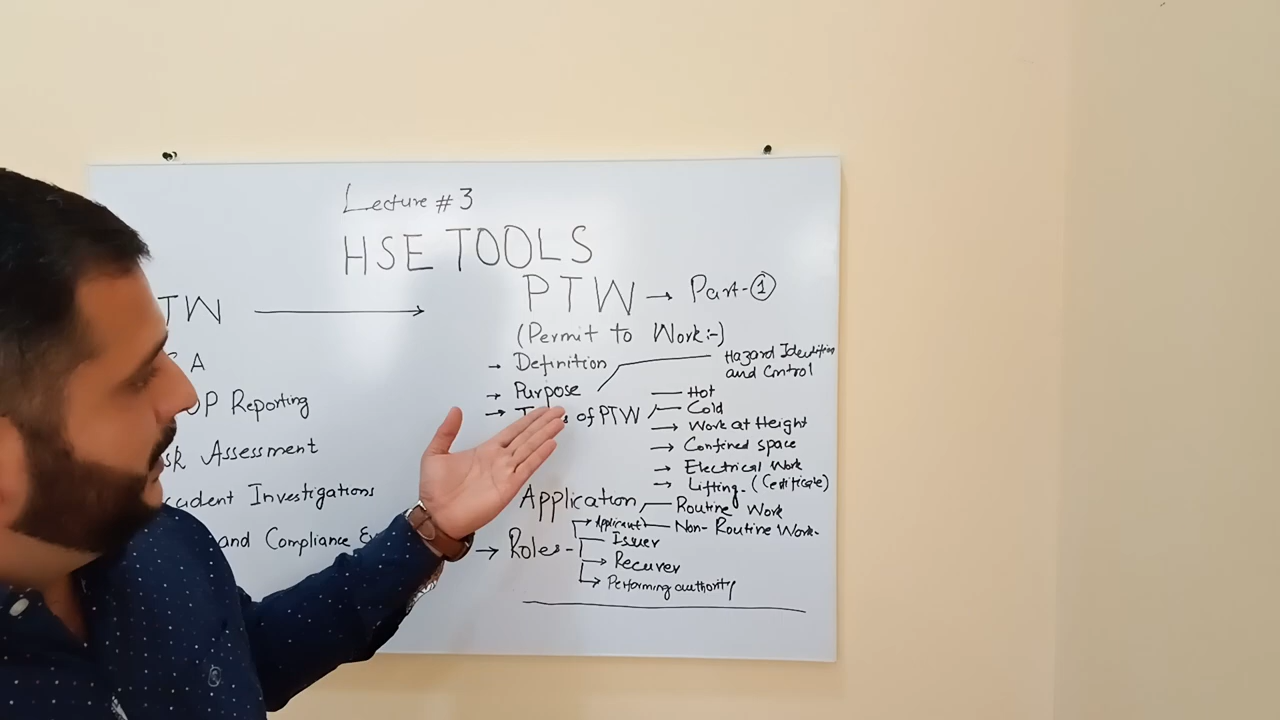 Lecture # 3
HSE TOOLS
TW
A
OP Reporting
sk Assessment
cident Investigations
and Compliance
PTW → Part-①
(Permit to Work:-)
→ Definition
→ Purpose
Hazard
and Control
→ of PTW
Hot
Cold
→ Work at Height
→ Confined space
→ Electrical Work
→ Lifting. (Certificate)
Application
Routine Work
Non-Routine Work.
→ Roles -
→ Applicant
Issuer
→ Reciever
→ Performing authority